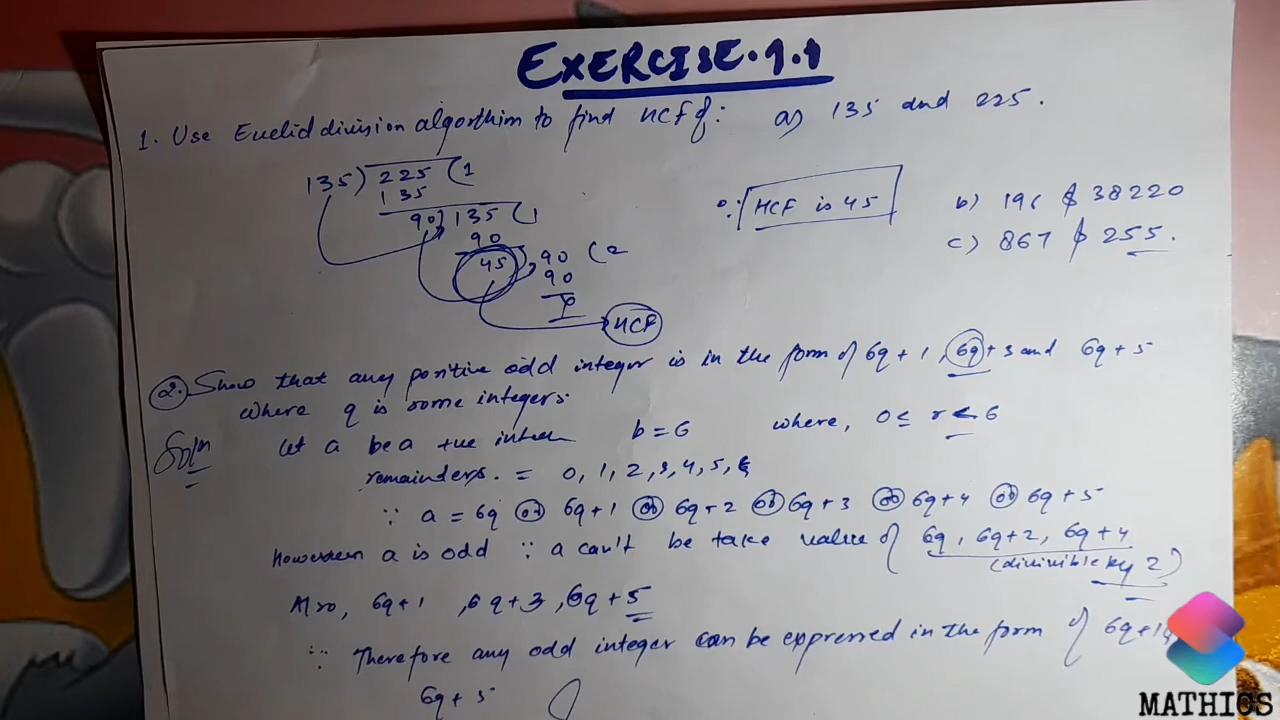 EXERCISE.1.1
1. Use Euclid division algorthim to find HCF of: a) 135 and 225.
135) 225 (1
135
90) 135 (1
90
45) 90 (2
90
0
HCF
∴ HCF is 45
b) 196 & 38220
c) 867 & 255.
2. Show that any positive odd integer is in the form of 6q + 1, 6q + 3 and 6q + 5
where q is some integers.
Soln Let a be a +ve b = 6 where, 0 ≤ r < 6
remainders. = 0, 1, 2, 3, 4, 5,
∵ a = 6q or 6q+1 or 6q+2 or 6q+3 or 6q+4 or 6q+5
a is odd ∵ a can't be take value of 6q, 6q+2, 6q+4
(divisible by 2)
Also, 6q+1, 6q+3, 6q+5
∴ Therefore any odd integer can be expressed in the form of 6q+1
6q+5
MATHICS